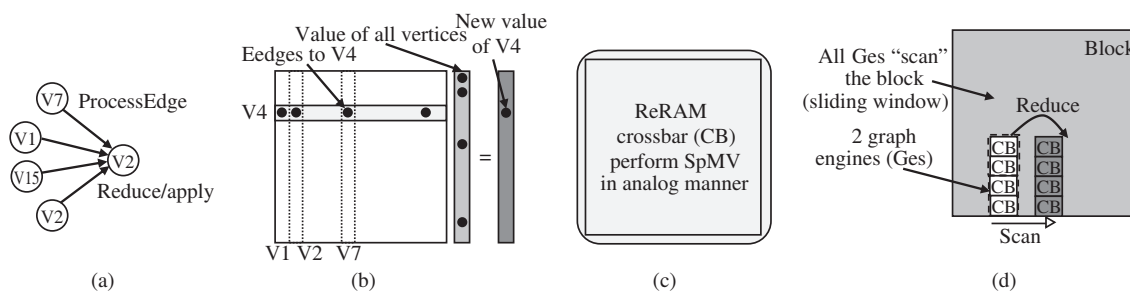 V7
ProcessEdge
V1
V2
V15
Reduce/apply
V2
(a)
Value of all vertices
New value
of V4
Eedges to V4
V4
=
V1 V2 V7
(b)
ReRAM
crossbar (CB)
perform SpMV
in analog manner
(c)
Block
All Ges “scan”
the block
(sliding window)
Reduce
2 graph
engines (Ges)
CB CB
CB CB
CB CB
CB CB
Scan
(d)